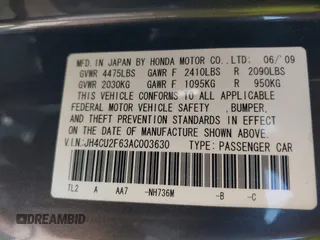 MFD. IN JAPAN BY HONDA MOTOR CO.,LTD. 06/09
GVWR 4475LBS GAWR F 2410LBS R 2090LBS
GVWR 2030KG GAWR F 1095KG R 950KG
THIS VEHICLE CONFORMS TO ALL APPLICABLE
FEDERAL MOTOR VEHICLE SAFETY ,BUMPER,
AND THEFT PREVENTION STANDARDS IN EFFECT
ON THE DATE OF MANUFACTURE SHOWN ABOVE.
V.I.N:JH4CU2F63AC003630 TYPE: PASSENGER CAR
TL2 A AA7 -NH736M -B -C
DREAMBID